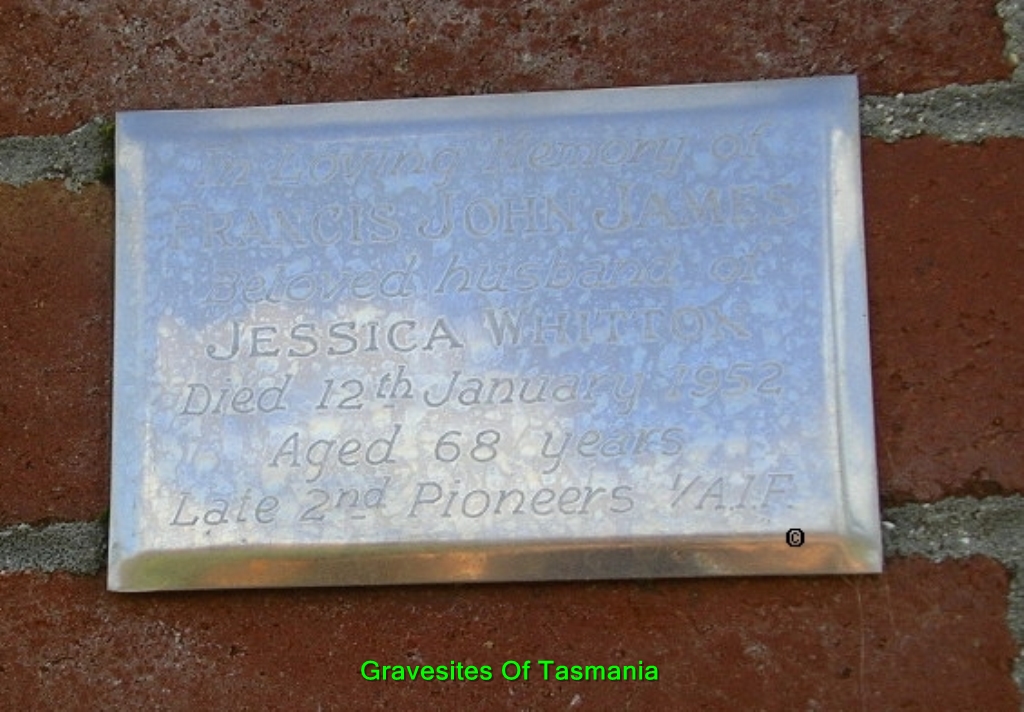 In Loving Memory of
FRANCIS JOHN JAMES
Beloved husband of
JESSICA WHITTON
Died 12th January 1952
Aged 68 years
Late 2nd Pioneers 1/A.I.F.
©
Gravesites Of Tasmania